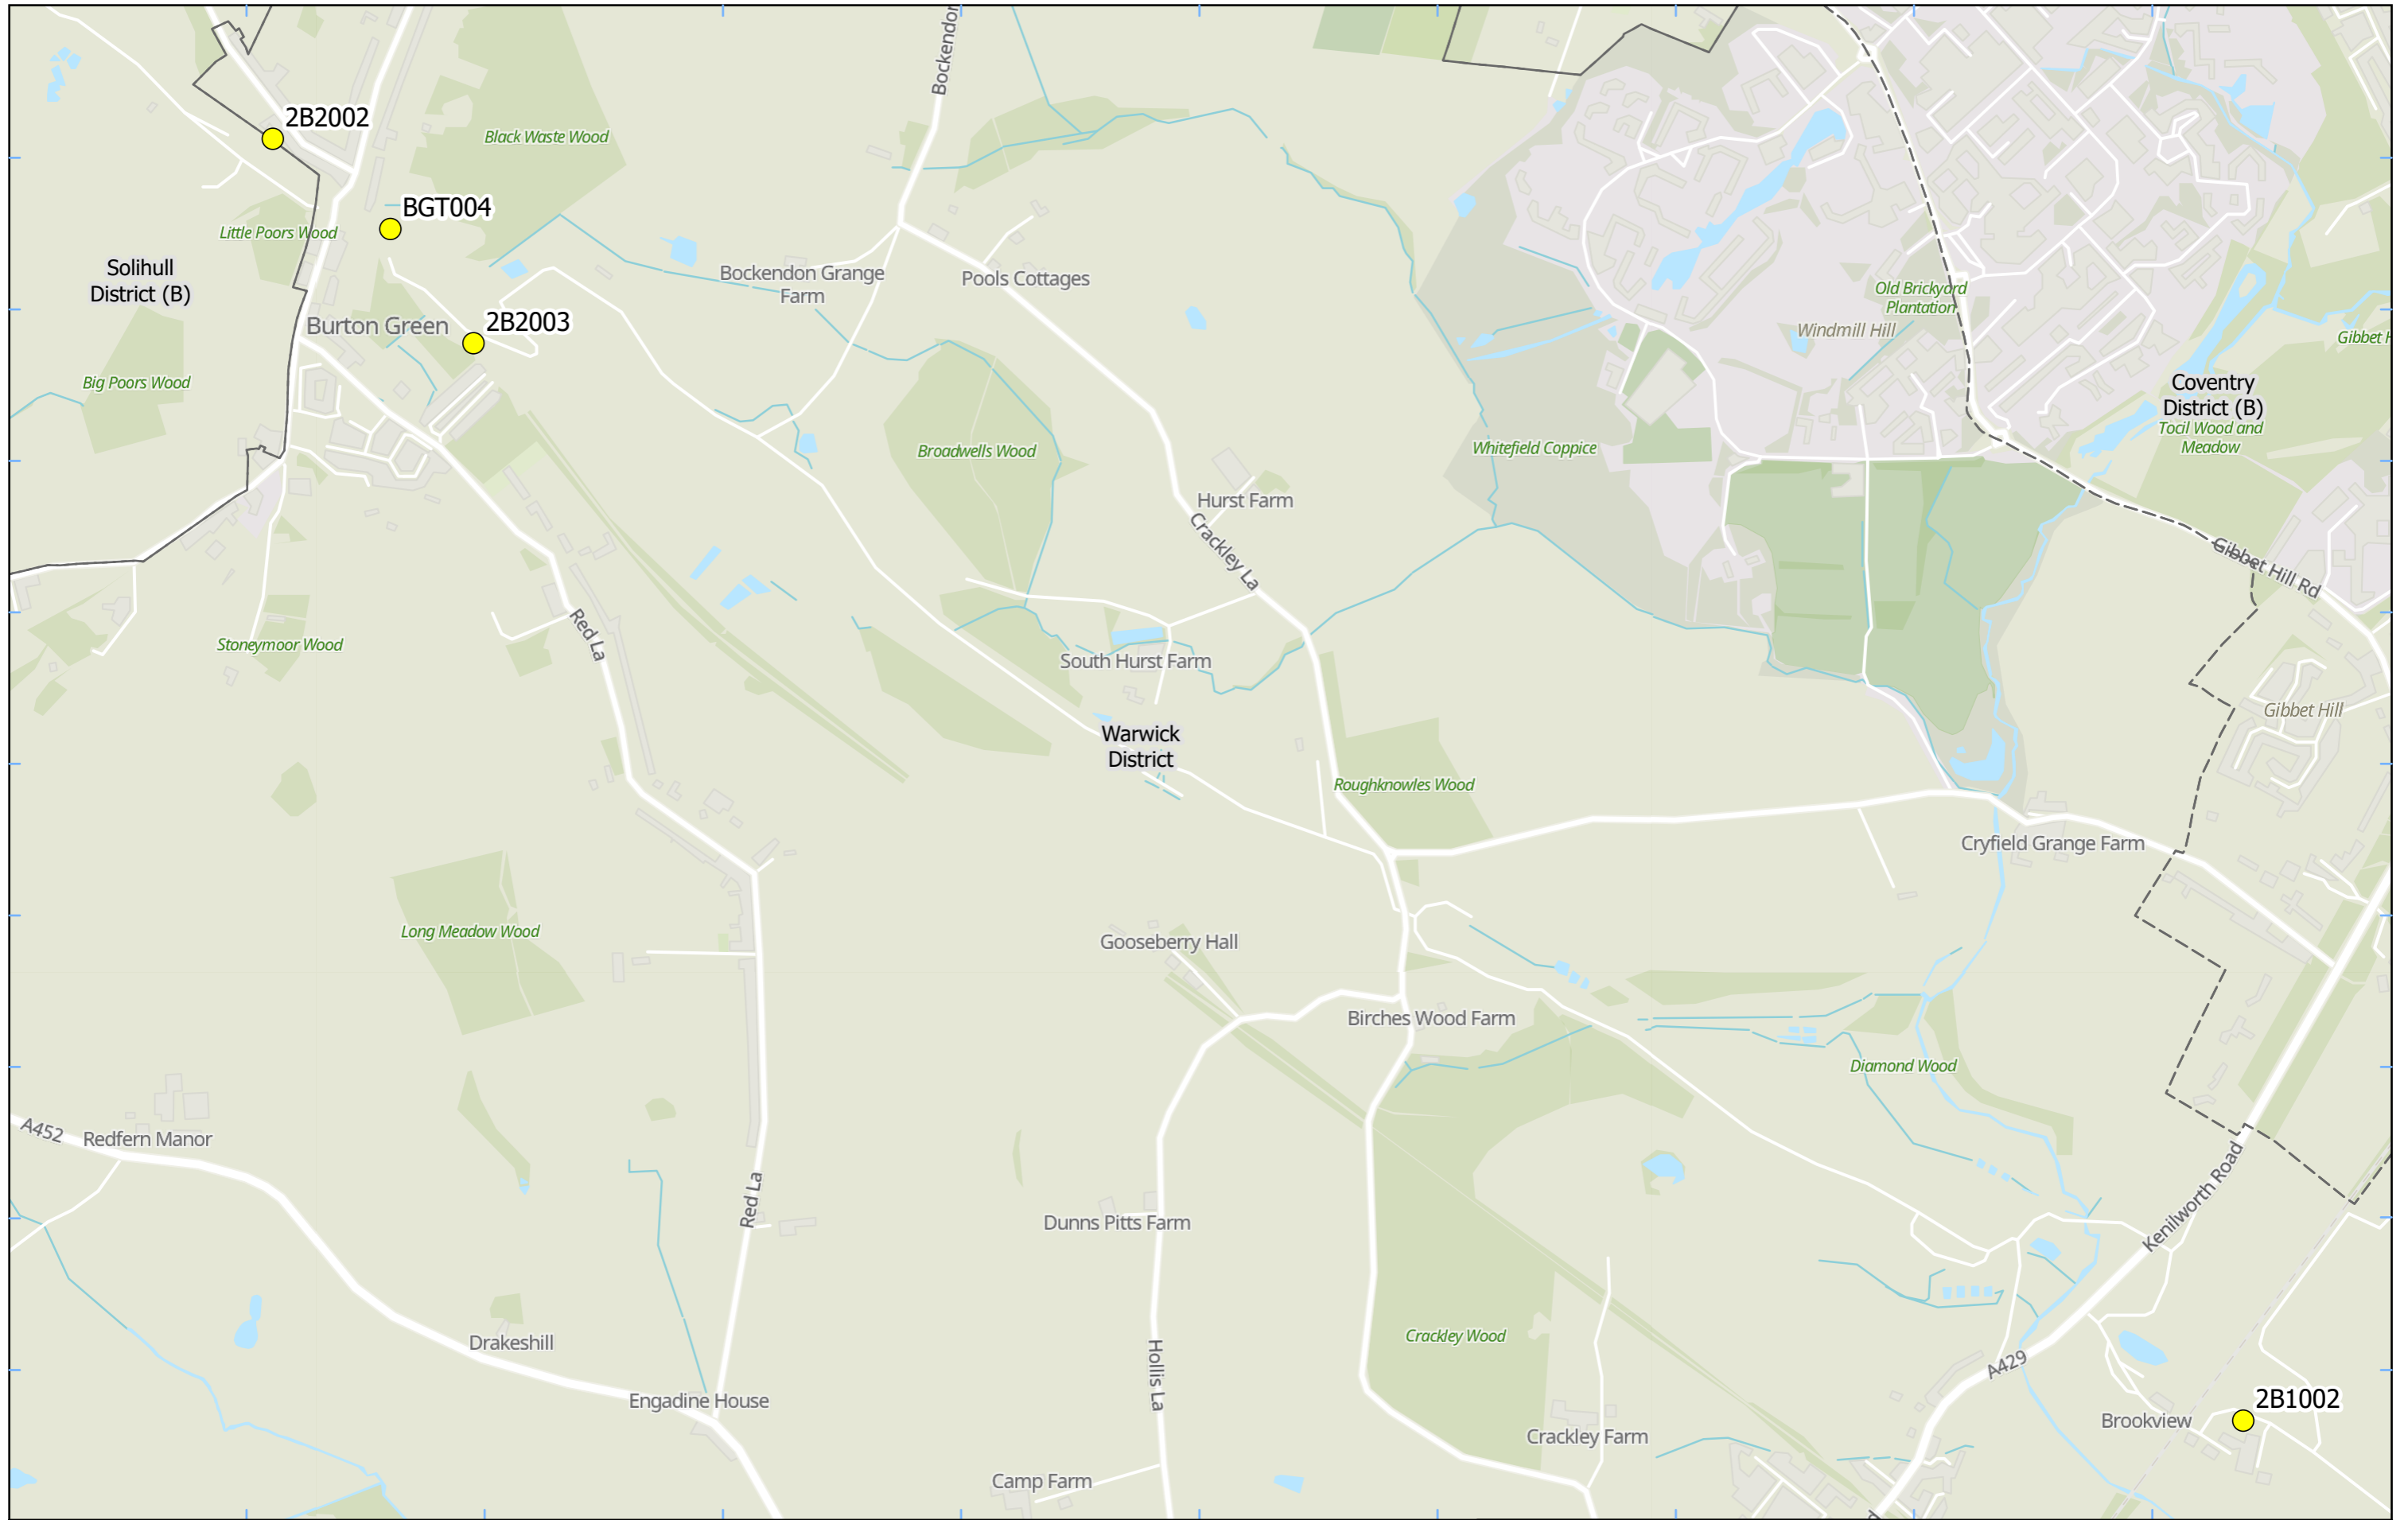 Bockendon
2B2002
Black Waste Wood
BGT004
Little Poors Wood
Solihull
District (B)
Bockendon Grange
Farm
Pools Cottages
Old Brickyard
Plantation
Windmill Hill
Burton Green
2B2003
Gibbet H
Big Poors Wood
Coventry
District (B)
Tocil Wood and
Meadow
Broadwells Wood
Whitefield Coppice
Hurst Farm
Crackley La
Gibbet Hill Rd
Red La
Stoneymoor Wood
South Hurst Farm
Gibbet Hill
Warwick
District
Roughknowles Wood
Cryfield Grange Farm
Long Meadow Wood
Gooseberry Hall
Birches Wood Farm
Diamond Wood
A452
Redfern Manor
Red La
Kenilworth Road
Dunns Pitts Farm
Drakeshill
Crackley Wood
Hollis La
A429
Engadine House
2B1002
Brookview
Crackley Farm
Camp Farm